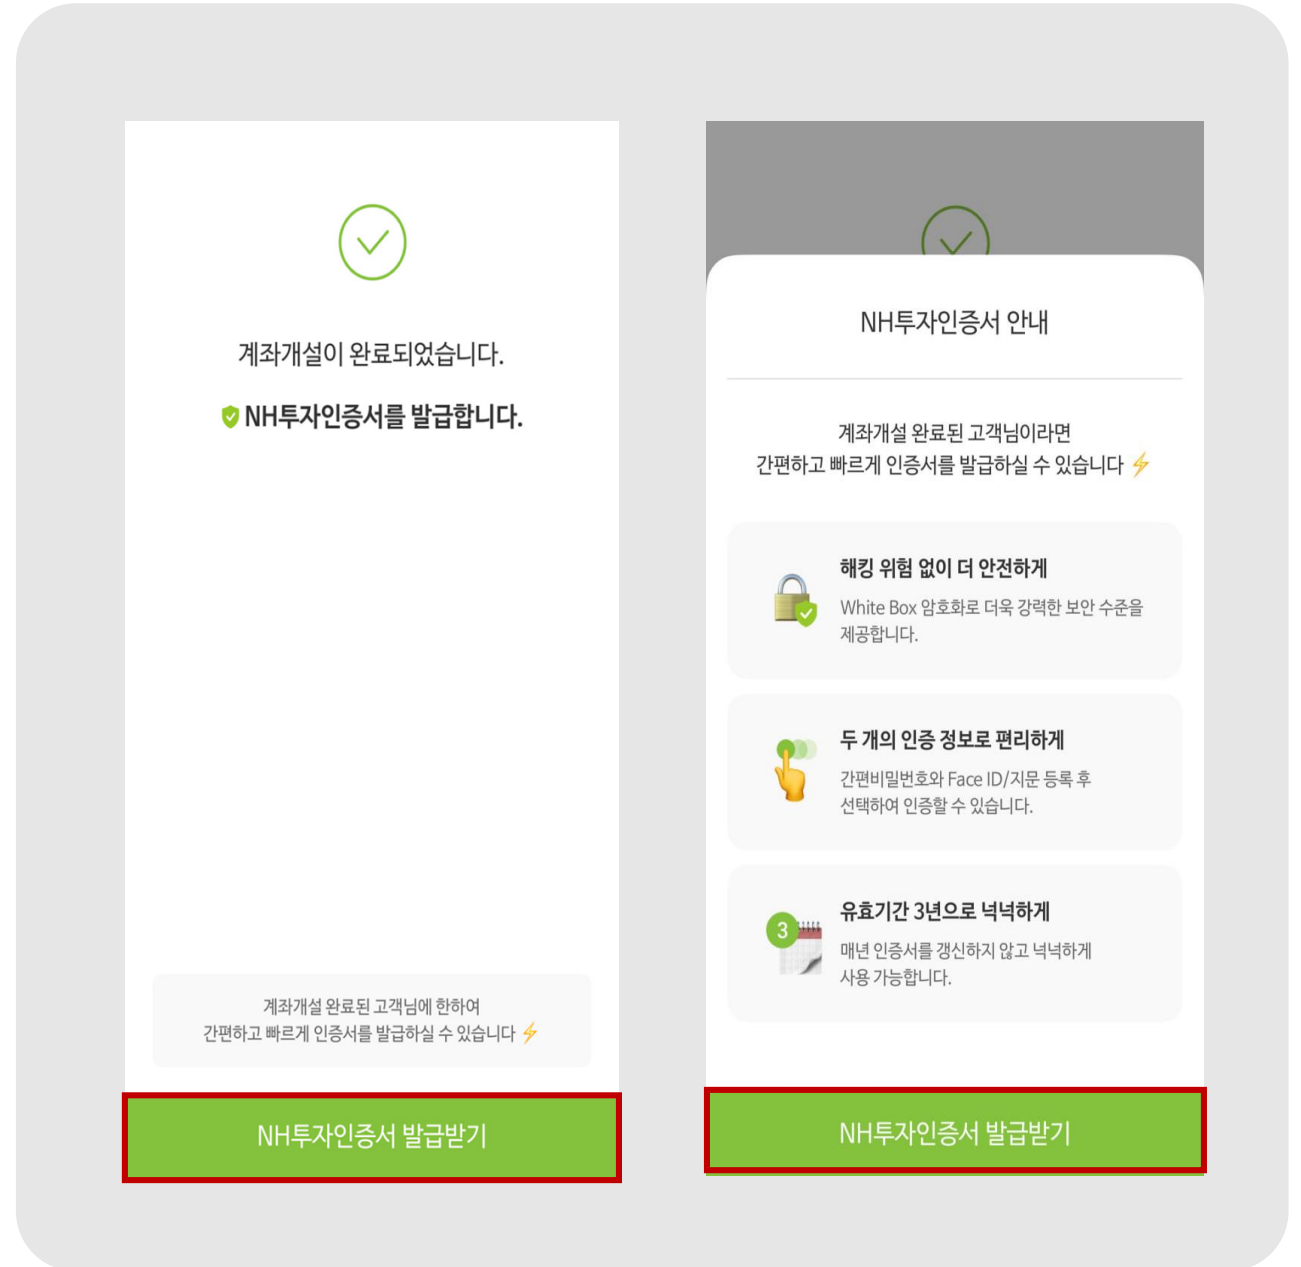 계좌개설이 완료되었습니다.
NH투자인증서를 발급합니다.
계좌개설 완료된 고객님에 한하여
간편하고 빠르게 인증서를 발급하실 수 있습니다
NH투자인증서 발급받기
NH투자인증서 안내
계좌개설 완료된 고객님이라면
간편하고 빠르게 인증서를 발급하실 수 있습니다
해킹 위험 없이 더 안전하게
White Box 암호화로 더욱 강력한 보안 수준을
제공합니다.
두 개의 인증 정보로 편리하게
간편비밀번호와 Face ID/지문 등록 후
선택하여 인증할 수 있습니다.
3
유효기간 3년으로 넉넉하게
매년 인증서를 갱신하지 않고 넉넉하게
사용 가능합니다.
NH투자인증서 발급받기